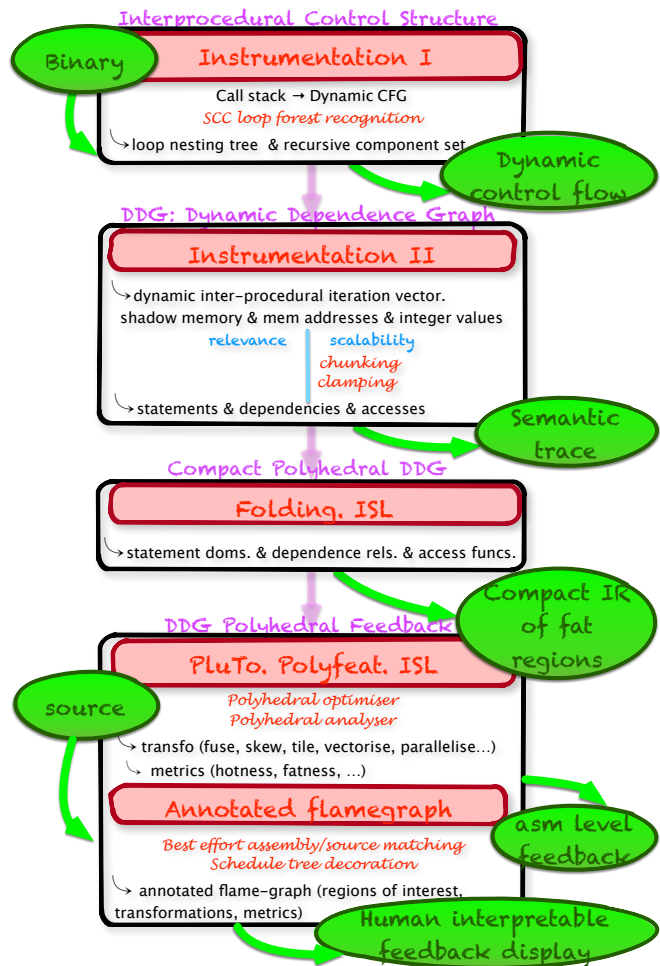 Interprocedural Control Structure
Binary
Instrumentation I
Call stack → Dynamic CFG
SCC loop forest recognition
loop nesting tree & recursive component set
Dynamic
control flow
DDG: Dynamic Dependence Graph
Instrumentation II
dynamic inter-procedural iteration vector.
shadow memory & mem addresses & integer values
relevance scalability
chunking
clamping
statements & dependencies & accesses
Semantic
trace
Compact Polyhedral DDG
Folding. ISL
statement doms. & dependence rels. & access funcs.
Compact IR
of fat
regions
DDG Polyhedral Feedback
PluTo. Polyfeat. ISL
source
Polyhedral optimiser
Polyhedral analyser
transfo (fuse, skew, tile, vectorise, parallelise…)
metrics (hotness, fatness, …)
Annotated flamegraph
asm level
feedback
Best effort assembly/source matching
Schedule tree decoration
annotated flame-graph (regions of interest,
transformations, metrics)
Human interpretable
feedback display